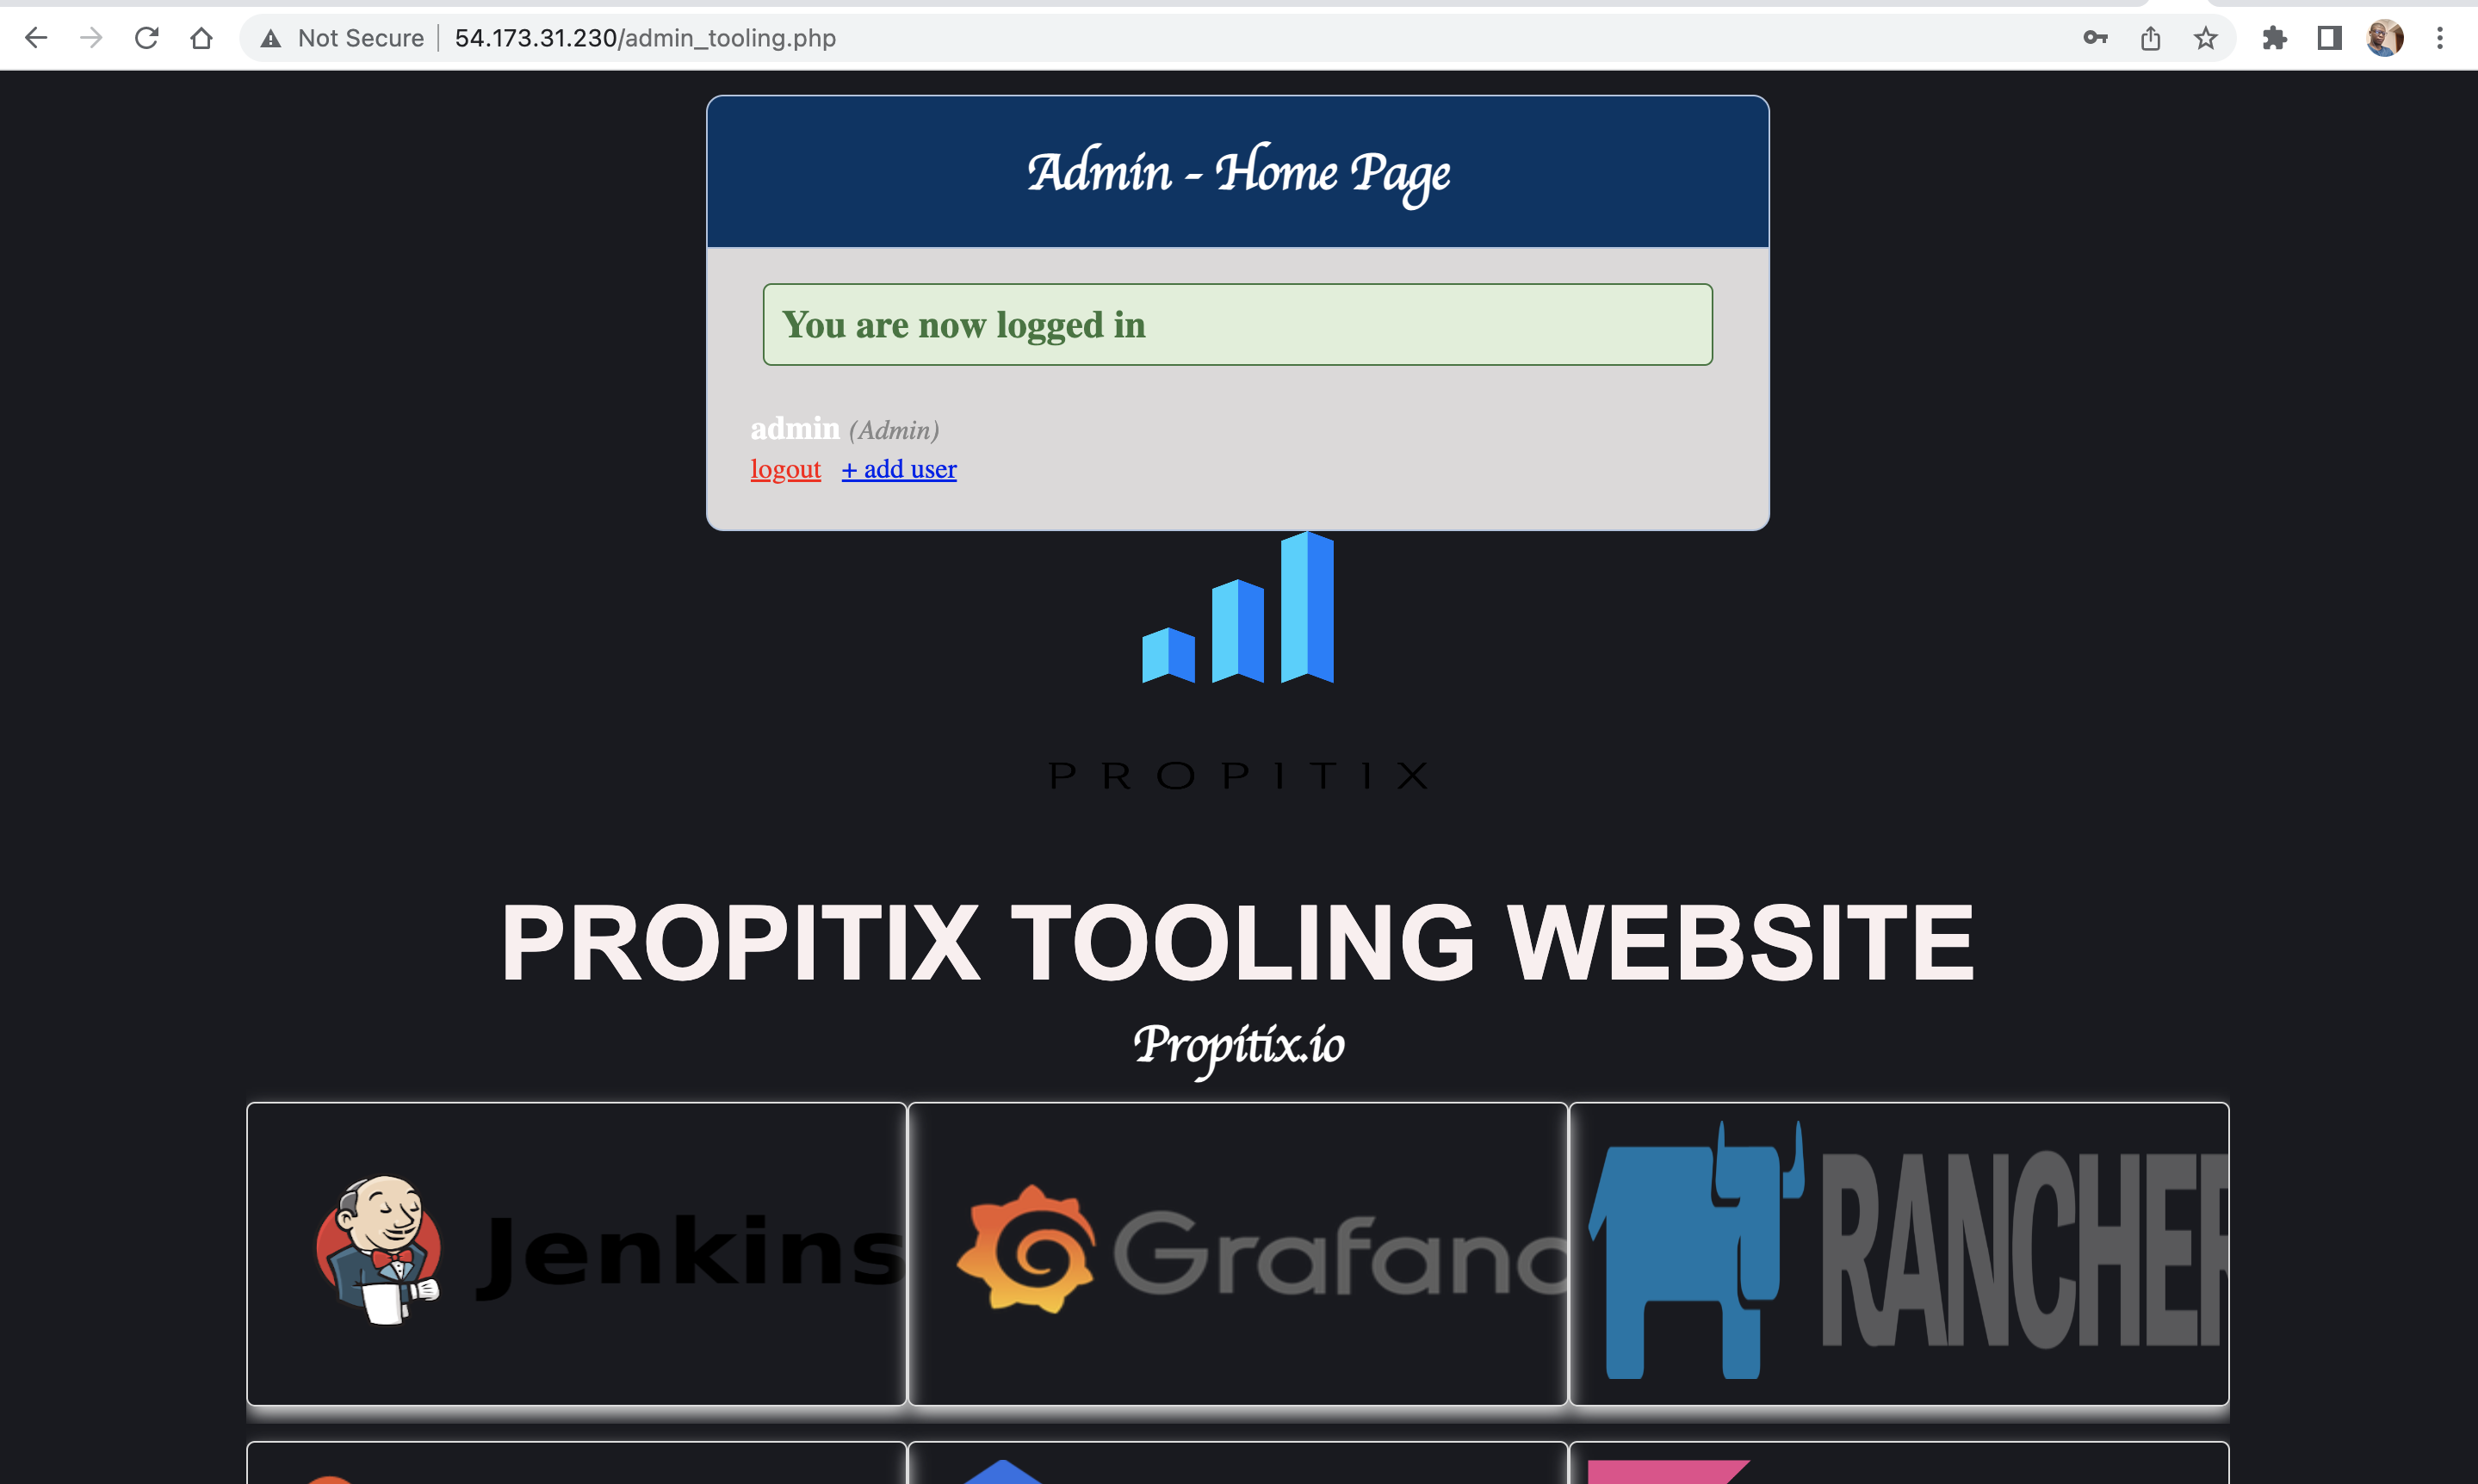 Not Secure 54.173.31.230/admin_tooling.php
Admin - Home Page
You are now logged in
admin (Admin)
logout + add user
PROPITIX
PROPITIX TOOLING WEBSITE
Propitix.io
Jenkins
Grafana
RANCHER